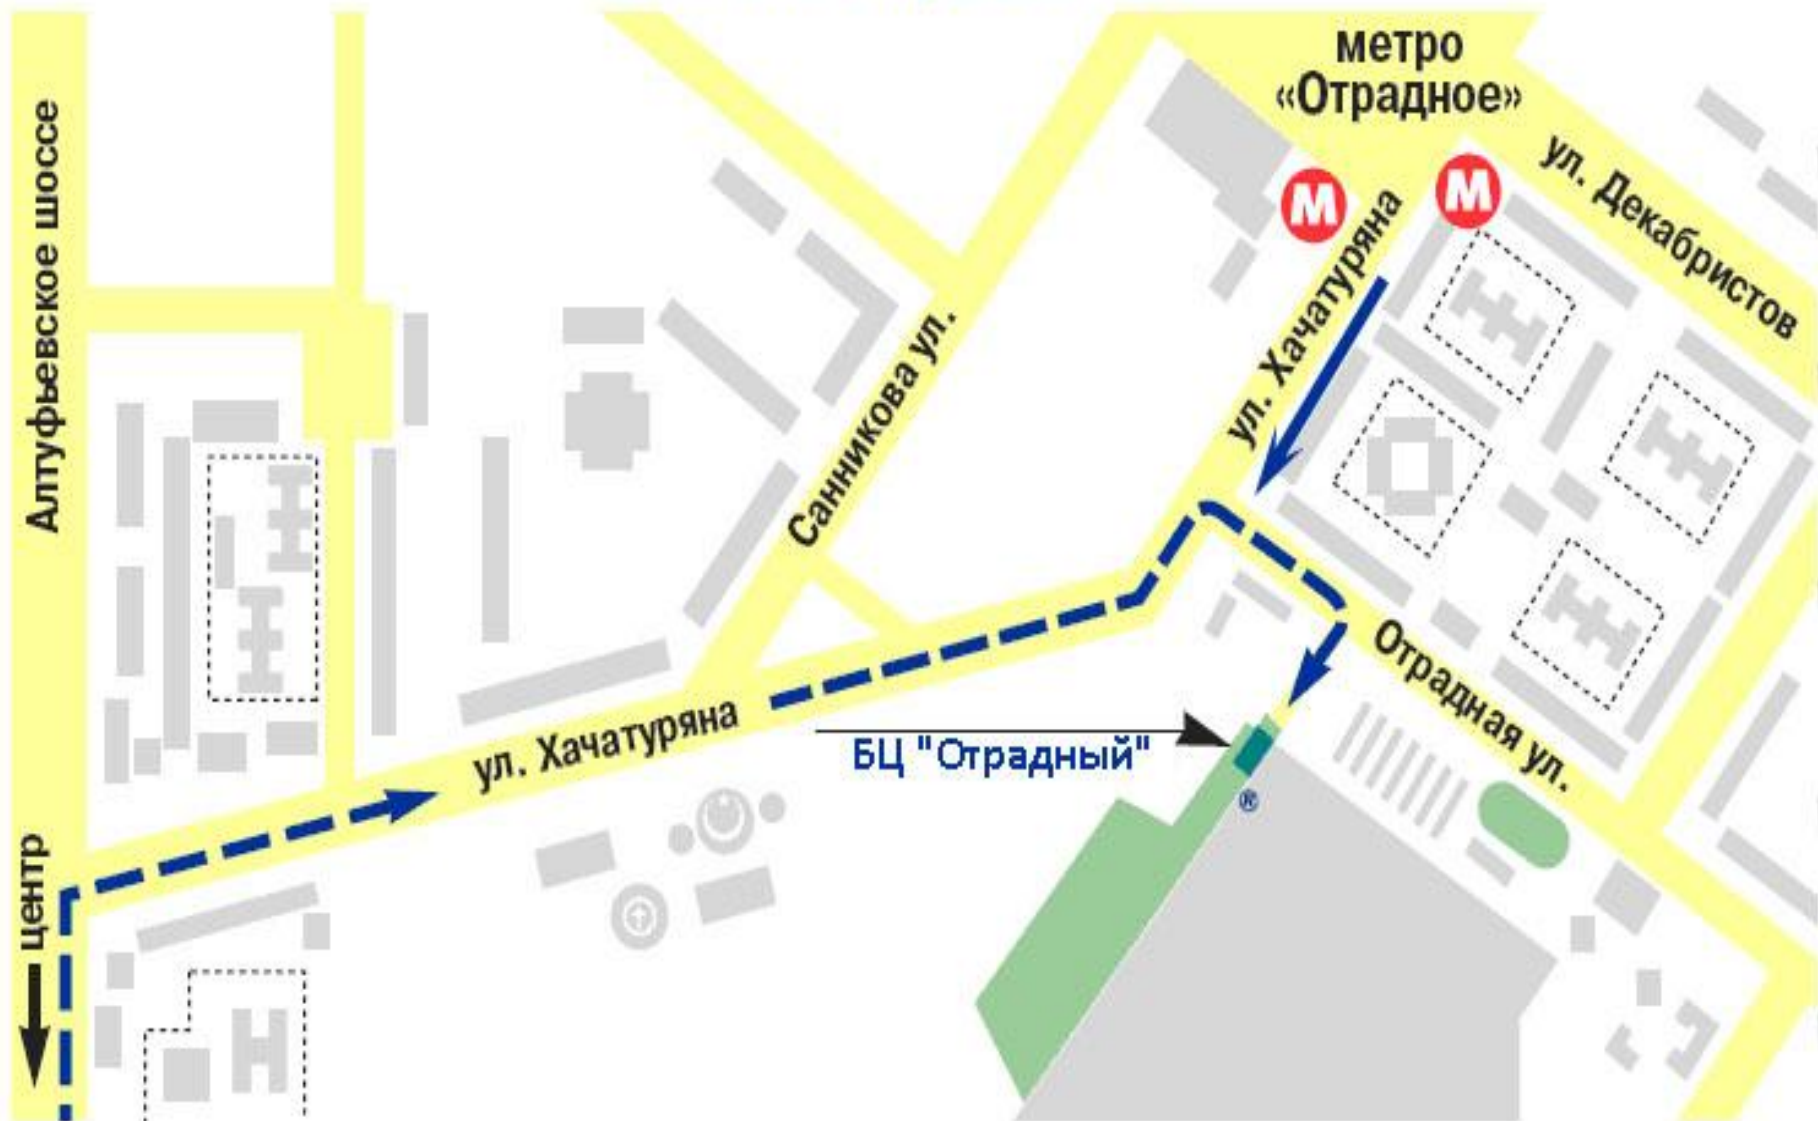 метро
«Отрадное»
М
М
ул. Декабристов
ул. Хачатуряна
Алтуфьевское шоссе
Санникова ул.
Отрадная ул.
ул. Хачатуряна
БЦ "Отрадный"
®
центр